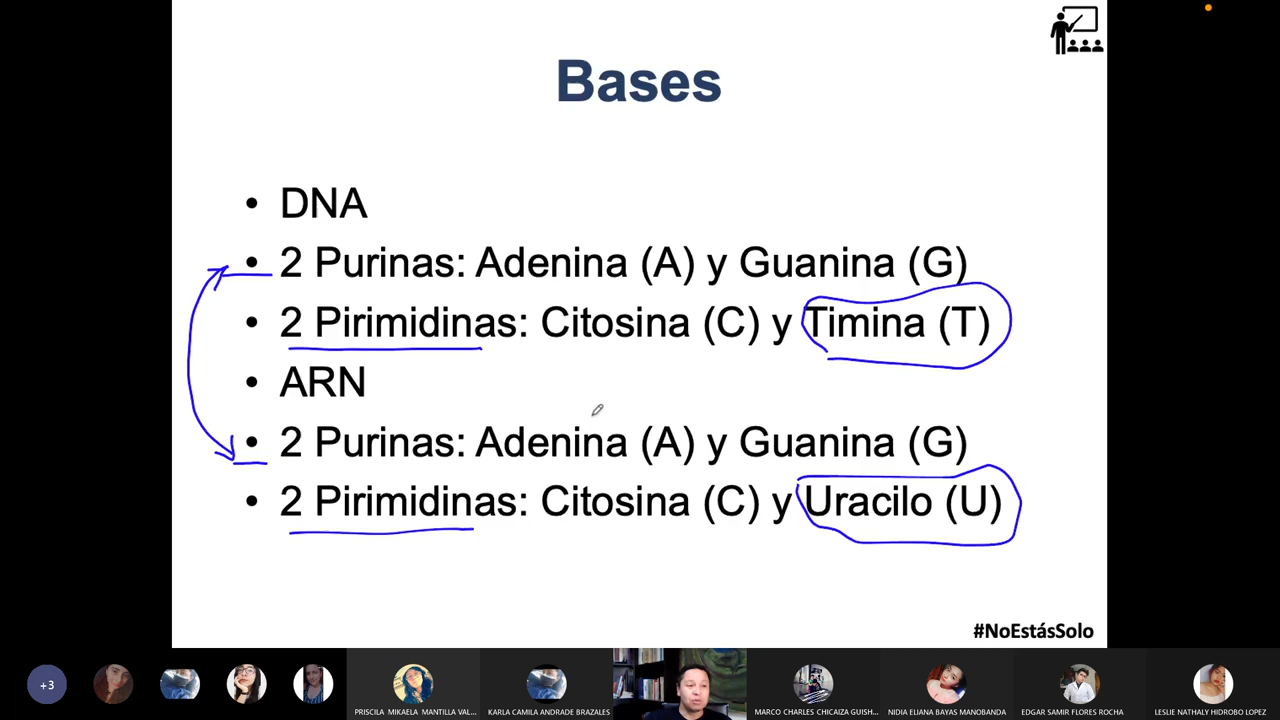 Bases
• DNA
• 2 Purinas: Adenina (A) y Guanina (G)
• 2 Pirimidinas: Citosina (C) y Timina (T)
• ARN
• 2 Purinas: Adenina (A) y Guanina (G)
• 2 Pirimidinas: Citosina (C) y Uracilo (U)
#NoEstásSolo
+3
PRISCILA MIKAELA MANTILLA VAL...
KARLA CAMILA ANDRADE BRAZALES
MARCO CHARLES CHICAIZA GUISH...
NIDIA ELIANA BAYAS MANOBANDA
EDGAR SAMIR FLORES ROCHA
LESLIE NATHALY HIDROBO LOPEZ